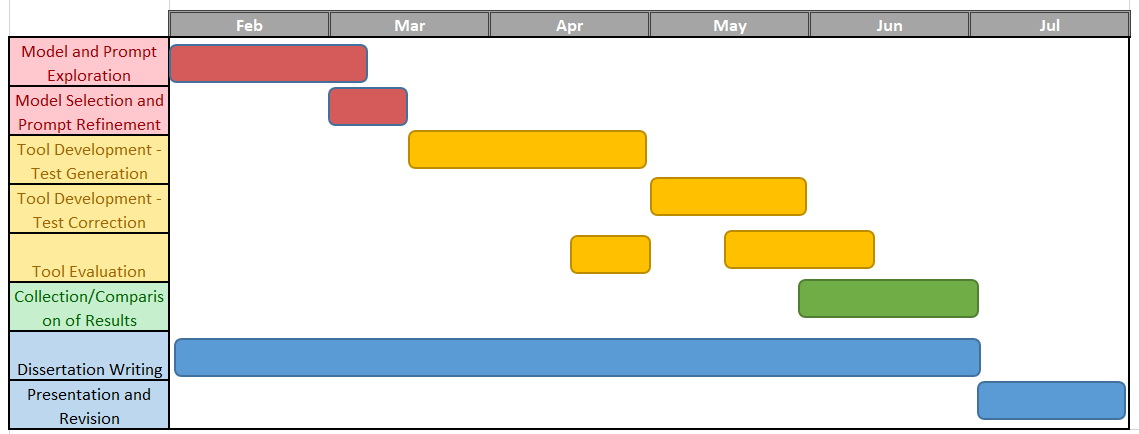 Feb Mar Apr May Jun Jul
Model and Prompt
Exploration
Model Selection and
Prompt Refinement
Tool Development -
Test Generation
Tool Development -
Test Correction
Tool Evaluation
Collection/Comparis
on of Results
Dissertation Writing
Presentation and
Revision